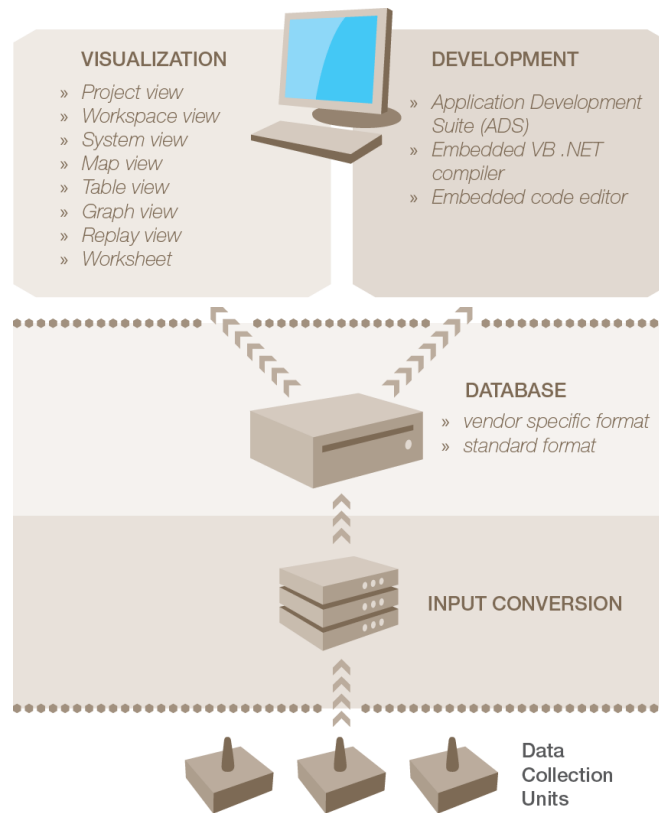 VISUALIZATION
» Project view
» Workspace view
» System view
» Map view
» Table view
» Graph view
» Replay view
» Worksheet
DEVELOPMENT
» Application Development
Suite (ADS)
» Embedded VB .NET
compiler
» Embedded code editor
DATABASE
» vendor specific format
» standard format
INPUT CONVERSION
Data
Collection
Units